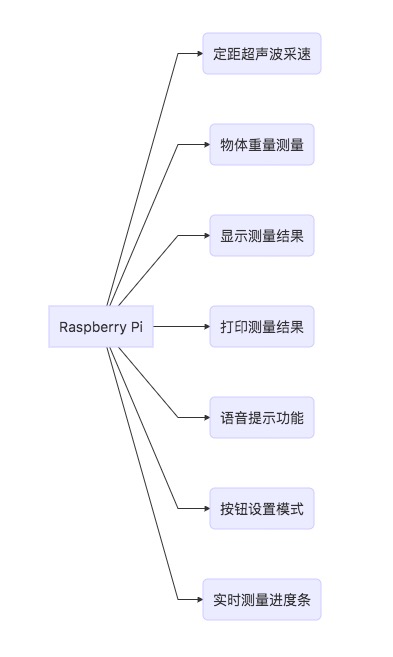 定距超声波采速
物体重量测量
显示测量结果
Raspberry Pi
打印测量结果
语音提示功能
按钮设置模式
实时测量进度条